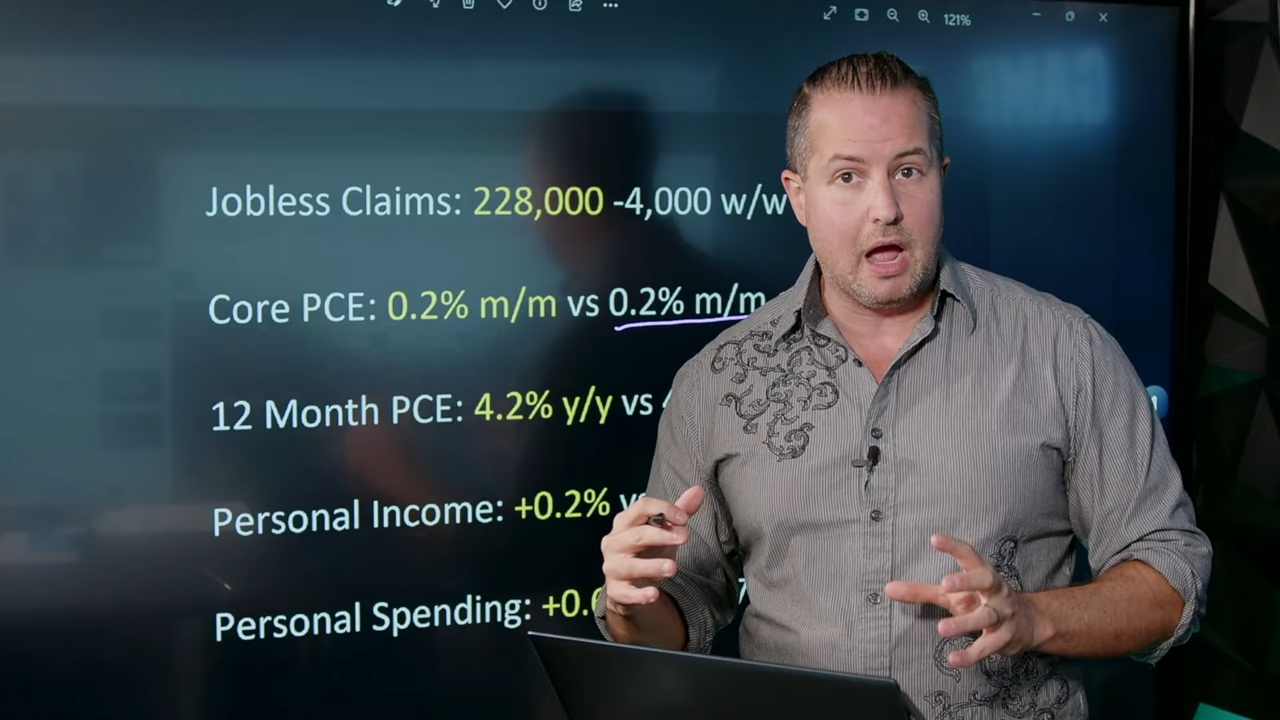 121%
Jobless Claims: 228,000 -4,000 w/w
Core PCE: 0.2% m/m vs 0.2% m/m
12 Month PCE: 4.2% y/y vs
Personal Income: +0.2%
Personal Spending: +0.